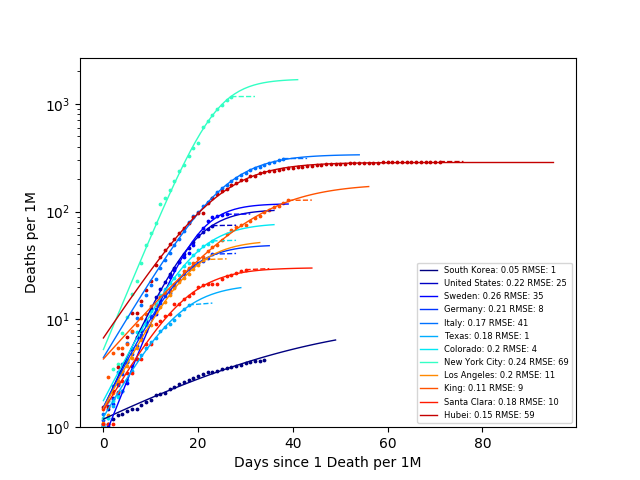 Deaths per 1M
10³
10²
10¹
10⁰
0
20
40
60
80
Days since 1 Death per 1M
South Korea: 0.05 RMSE: 1
United States: 0.22 RMSE: 25
Sweden: 0.26 RMSE: 35
Germany: 0.21 RMSE: 8
Italy: 0.17 RMSE: 41
Texas: 0.18 RMSE: 1
Colorado: 0.2 RMSE: 4
New York City: 0.24 RMSE: 69
Los Angeles: 0.2 RMSE: 11
King: 0.11 RMSE: 9
Santa Clara: 0.18 RMSE: 10
Hubei: 0.15 RMSE: 59